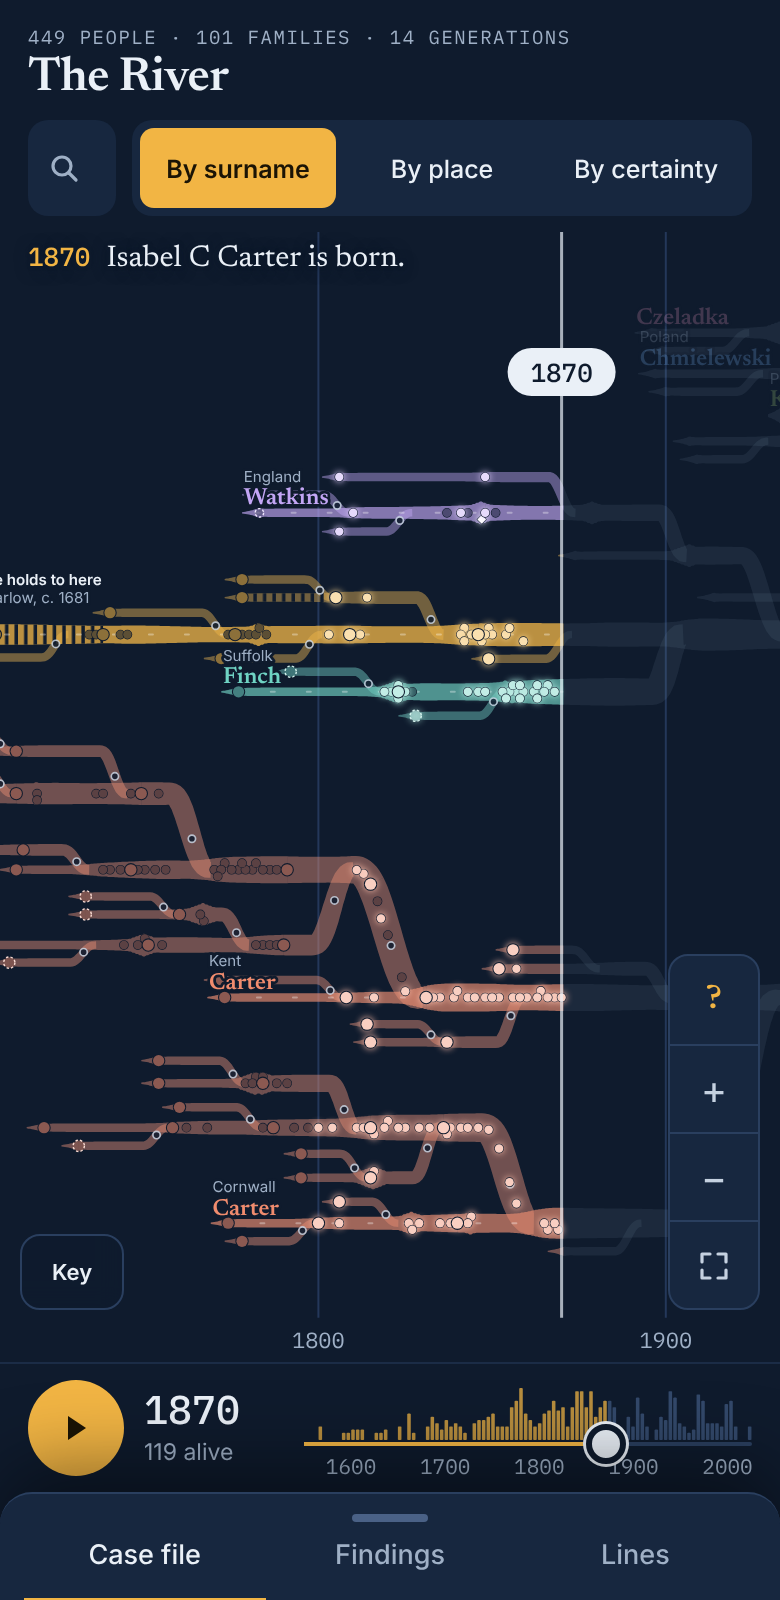 449 PEOPLE · 101 FAMILIES · 14 GENERATIONS
The River
By surname
By place
By certainty
1870 Isabel C Carter is born.
Czeladka
Poland
Chmielewski
P
K
1870
England
Watkins
e holds to here
arlow, c. 1681
Suffolk
Finch
Kent
Carter
?
+
−
Cornwall
Carter
Key
1800
1900
1870
119 alive
1600
1700
1800
1900
2000
Case file
Findings
Lines